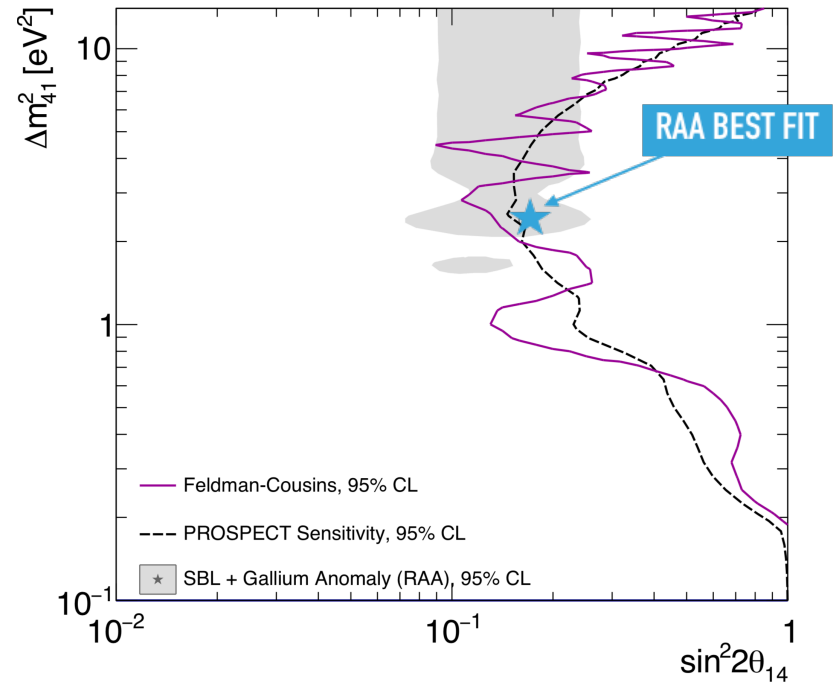 10
Δm²₄₁ [eV²]
RAA BEST FIT
1
Feldman-Cousins, 95% CL
PROSPECT Sensitivity, 95% CL
SBL + Gallium Anomaly (RAA), 95% CL
10⁻¹
10⁻² 10⁻¹ 1
sin²2θ₁₄